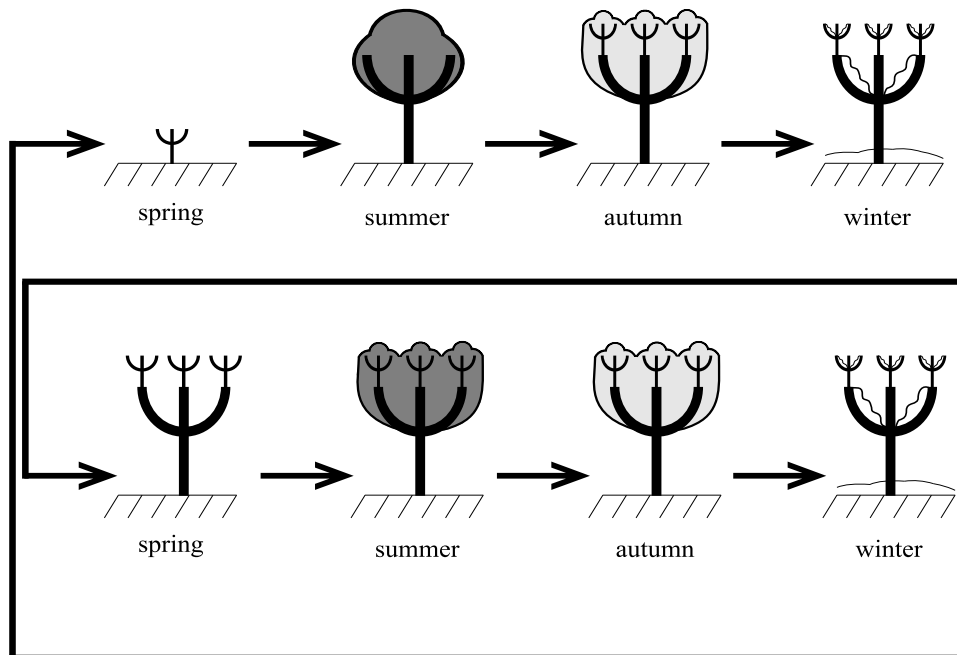 spring
summer
autumn
winter
spring
summer
autumn
winter